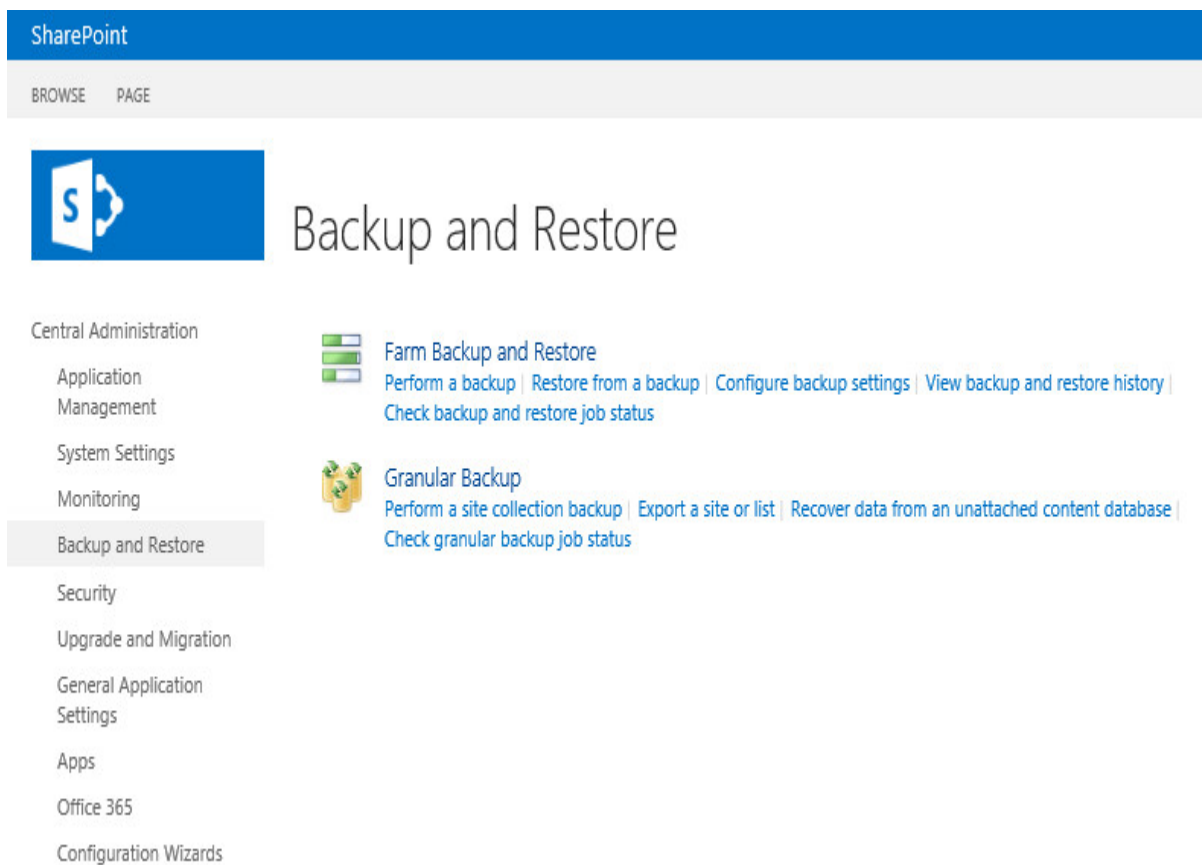 SharePoint
BROWSE PAGE
S
Backup and Restore
Central Administration
Application
Management
System Settings
Monitoring
Backup and Restore
Security
Upgrade and Migration
General Application
Settings
Apps
Office 365
Configuration Wizards
Farm Backup and Restore
Perform a backup | Restore from a backup | Configure backup settings | View backup and restore history |
Check backup and restore job status
Granular Backup
Perform a site collection backup | Export a site or list | Recover data from an unattached content database |
Check granular backup job status